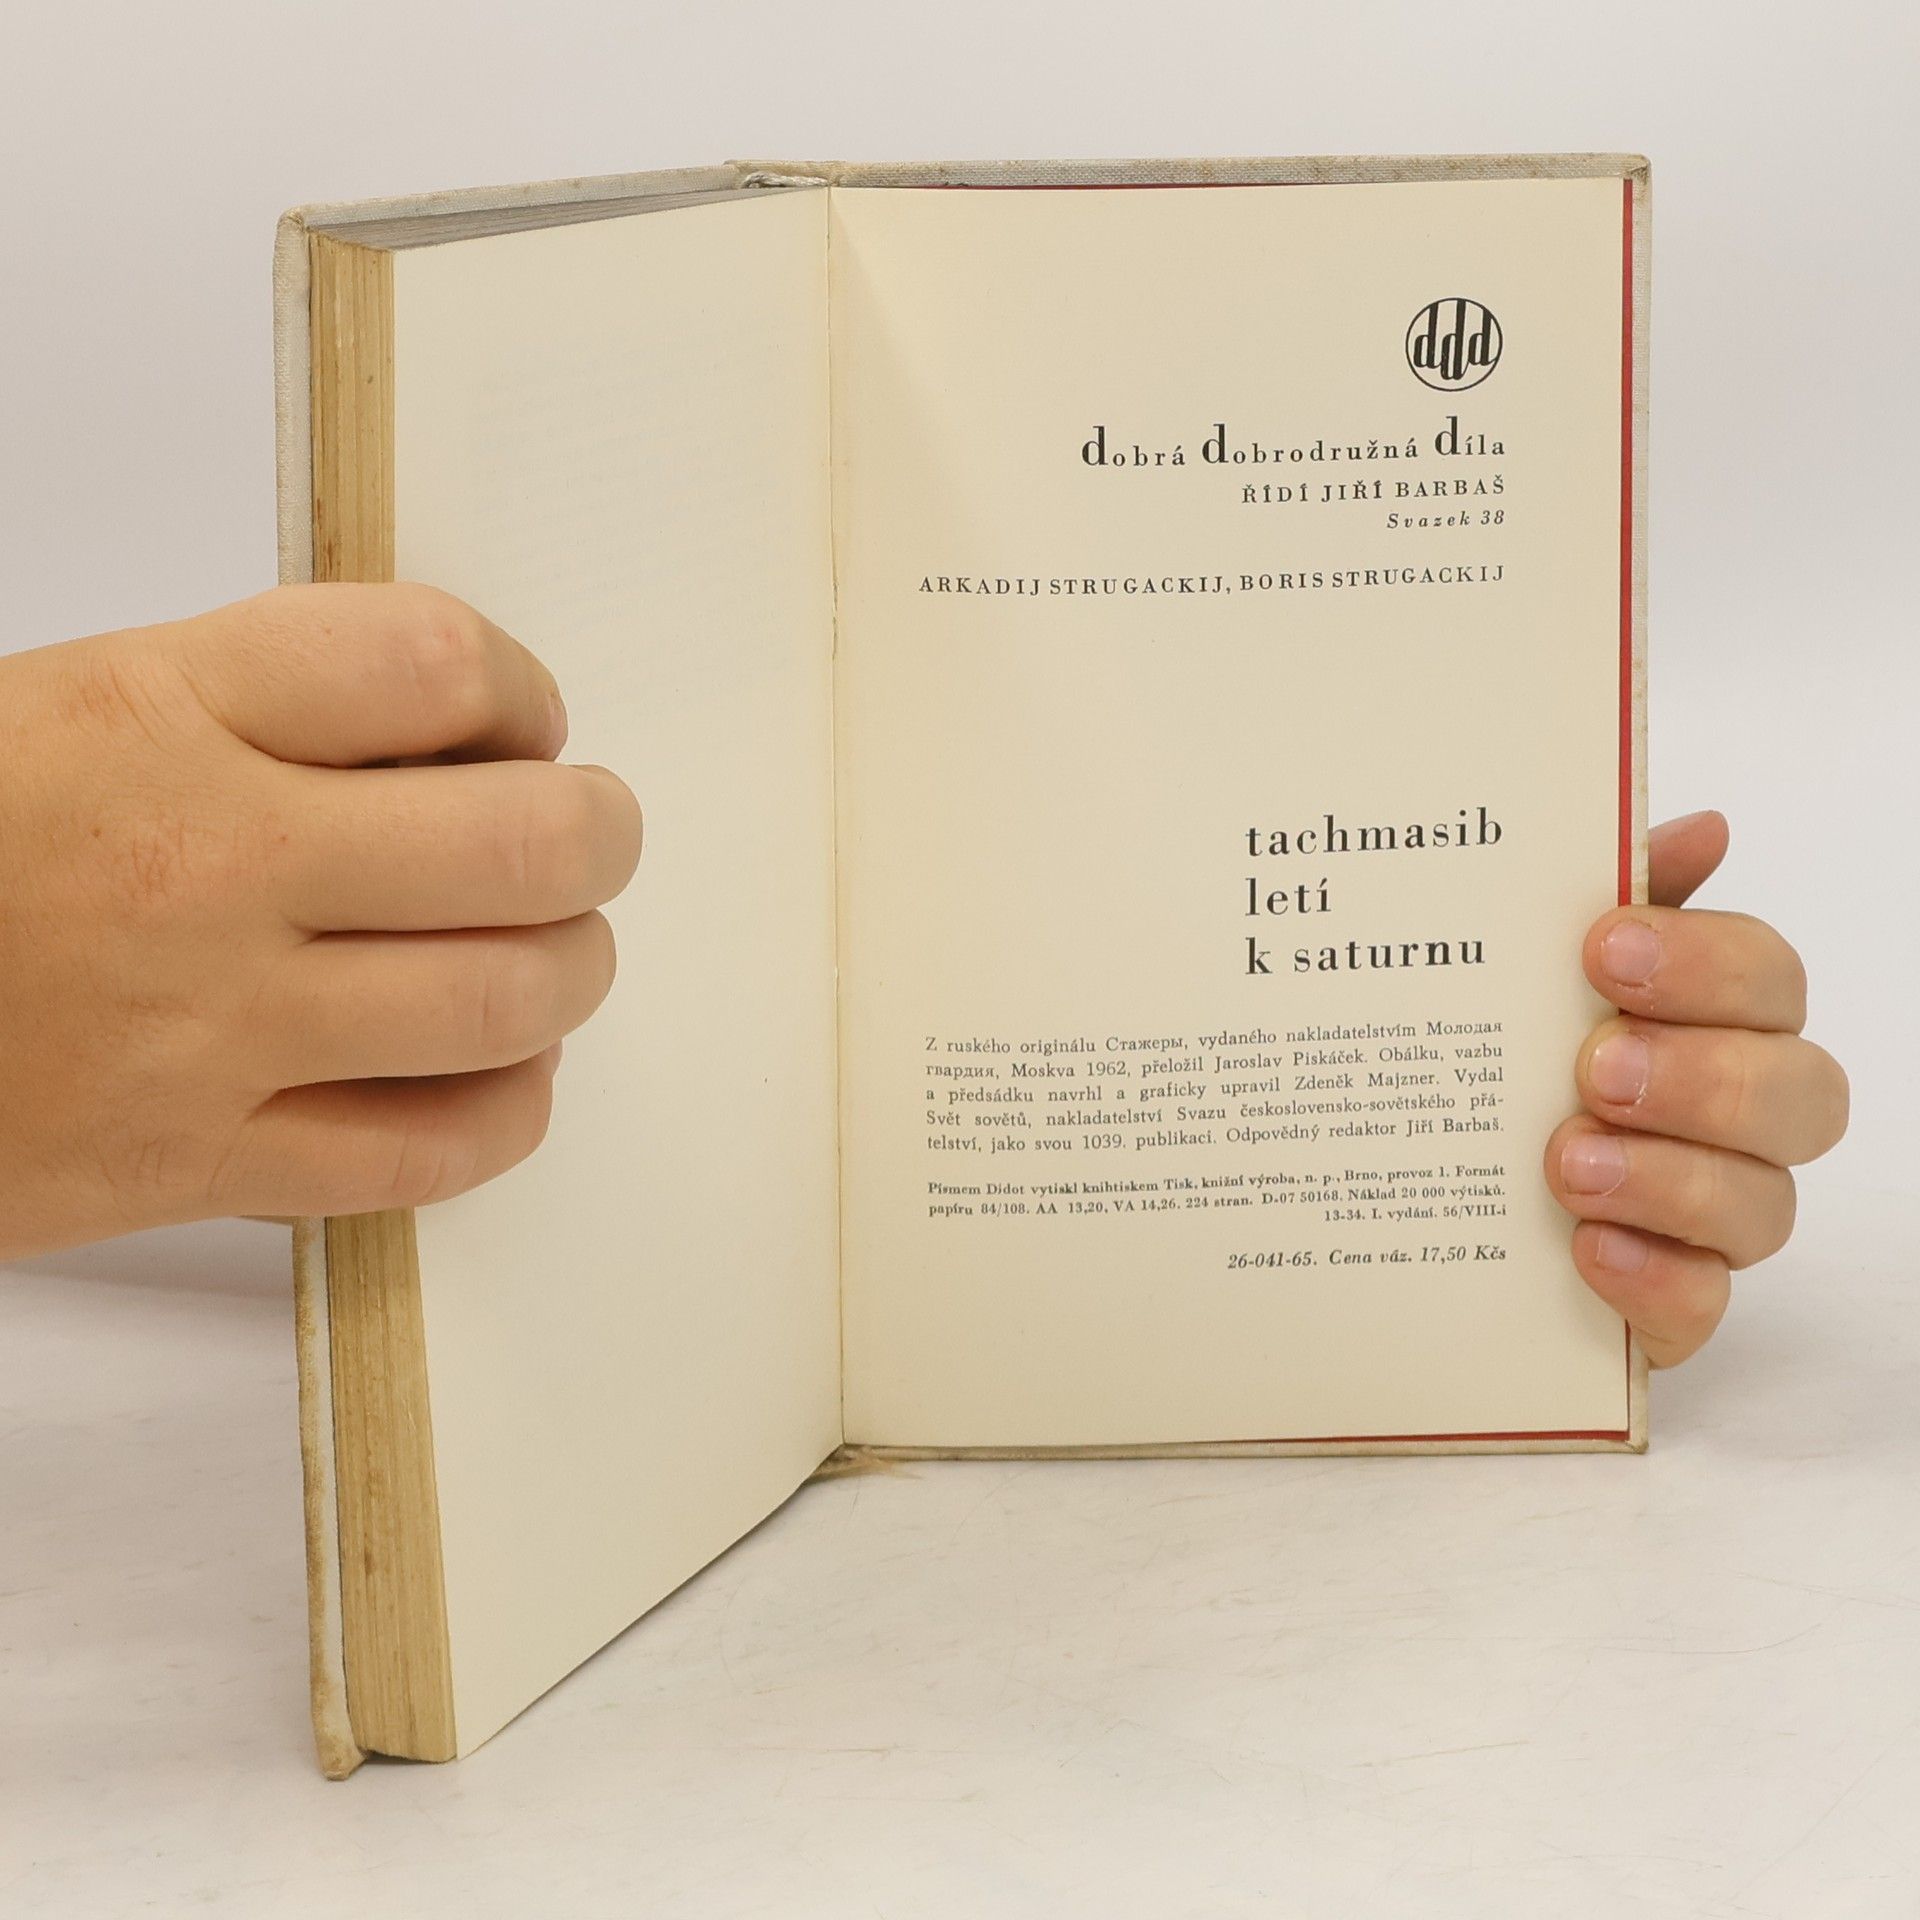 ddd
dobrá dobrodružná díla
ŘÍDÍ JIŘÍ BARBAŠ
Svazek 38
ARKADIJ STRUGACKIJ, BORIS STRUGACKIJ
tachmasib
letí
k saturnu
Z ruského originálu Стажеры, vydaného nakladatelstvím Молодая
гвардия, Moskva 1962, přeložil Jaroslav Piskáček. Obálku, vazbu
a předsádku navrhl a graficky upravil Zdeněk Majzner. Vydal
Svět sovětů, nakladatelství Svazu československo-sovětského přá-
telství, jako svou 1039. publikaci. Odpovědný redaktor Jiří Barbaš.
Písmem Didot vytiskl knihtiskem Tisk, knižní výroba, n. p., Brno, provoz 1. Formát
papíru 84/108. AA 13,20, VA 14,26. 224 stran. D-07 50168. Náklad 20 000 výtisků.
13-34. I. vydání. 56/VIII-i
26-041-65. Cena váz. 17,50 Kčs